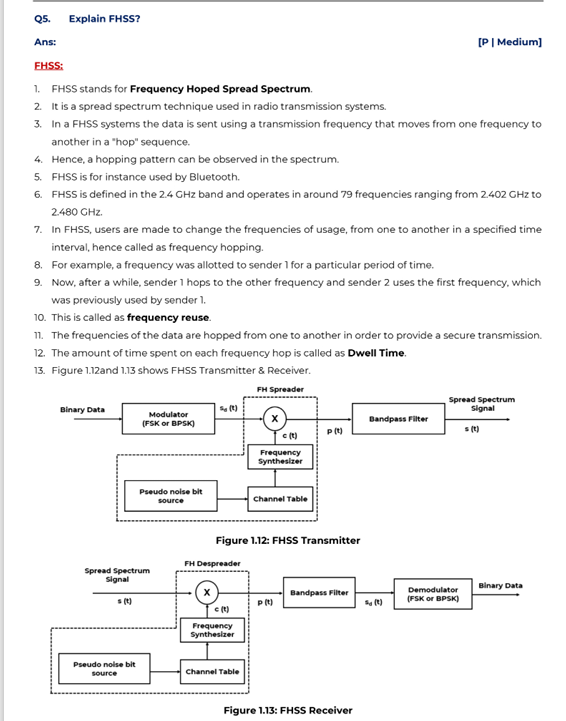 Q5. Explain FHSS?
Ans: [P | Medium]
FHSS:
1. FHSS stands for Frequency Hoped Spread Spectrum.
2. It is a spread spectrum technique used in radio transmission systems.
3. In a FHSS systems the data is sent using a transmission frequency that moves from one frequency to
another in a "hop" sequence.
4. Hence, a hopping pattern can be observed in the spectrum.
5. FHSS is for instance used by Bluetooth.
6. FHSS is defined in the 2.4 GHz band and operates in around 79 frequencies ranging from 2.402 GHz to
2.480 GHz.
7. In FHSS, users are made to change the frequencies of usage, from one to another in a specified time
interval, hence called as frequency hopping.
8. For example, a frequency was allotted to sender 1 for a particular period of time.
9. Now, after a while, sender 1 hops to the other frequency and sender 2 uses the first frequency, which
was previously used by sender 1.
10. This is called as frequency reuse.
11. The frequencies of the data are hopped from one to another in order to provide a secure transmission.
12. The amount of time spent on each frequency hop is called as Dwell Time.
13. Figure 1.12and 1.13 shows FHSS Transmitter & Receiver.
FH Spreader
Binary Data
Modulator
(FSK or BPSK)
Sd (t)
X
c (t)
p (t)
Bandpass Filter
Spread Spectrum
Signal
s (t)
Frequency
Synthesizer
Pseudo noise bit
source
Channel Table
Figure 1.12: FHSS Transmitter
FH Despreader
Spread Spectrum
Signal
s (t)
X
c (t)
p (t)
Bandpass Filter
Sd (t)
Demodulator
(FSK or BPSK)
Binary Data
Frequency
Synthesizer
Pseudo noise bit
source
Channel Table
Figure 1.13: FHSS Receiver